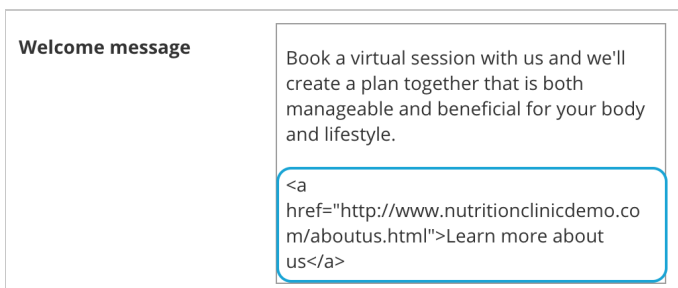 Welcome message
Book a virtual session with us and we'll
create a plan together that is both
manageable and beneficial for your body
and lifestyle.
<a
href="http://www.nutritionclinicdemo.co
m/aboutus.html">Learn more about
us</a>